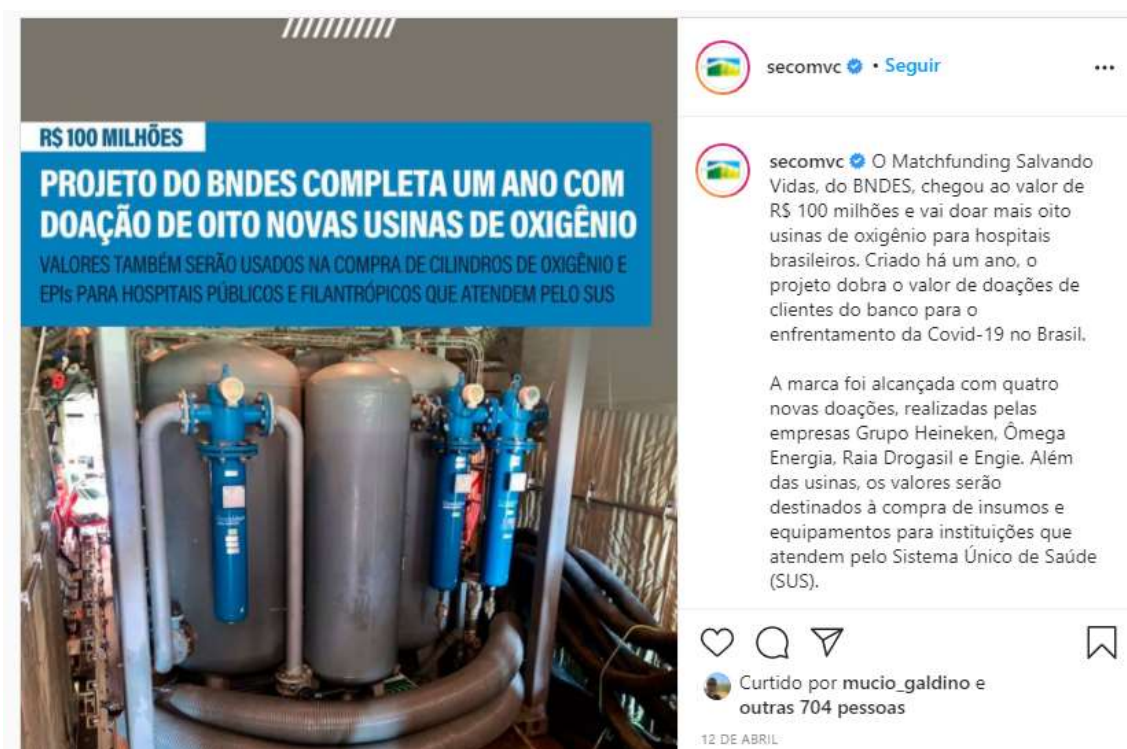 R$ 100 MILHÕES
PROJETO DO BNDES COMPLETA UM ANO COM
DOAÇÃO DE OITO NOVAS USINAS DE OXIGÊNIO
VALORES TAMBÉM SERÃO USADOS NA COMPRA DE CILINDROS DE OXIGÊNIO E
EPIs PARA HOSPITAIS PÚBLICOS E FILANTRÓPICOS QUE ATENDEM PELO SUS
secomvc • Seguir
secomvc O Matchfunding Salvando
Vidas, do BNDES, chegou ao valor de
R$ 100 milhões e vai doar mais oito
usinas de oxigênio para hospitais
brasileiros. Criado há um ano, o
projeto dobra o valor de doações de
clientes do banco para o
enfrentamento da Covid-19 no Brasil.
A marca foi alcançada com quatro
novas doações, realizadas pelas
empresas Grupo Heineken, Ômega
Energia, Raia Drogasil e Engie. Além
das usinas, os valores serão
destinados à compra de insumos e
equipamentos para instituições que
atendem pelo Sistema Único de Saúde
(SUS).
Curtido por mucio_galdino e
outras 704 pessoas
12 DE ABRIL